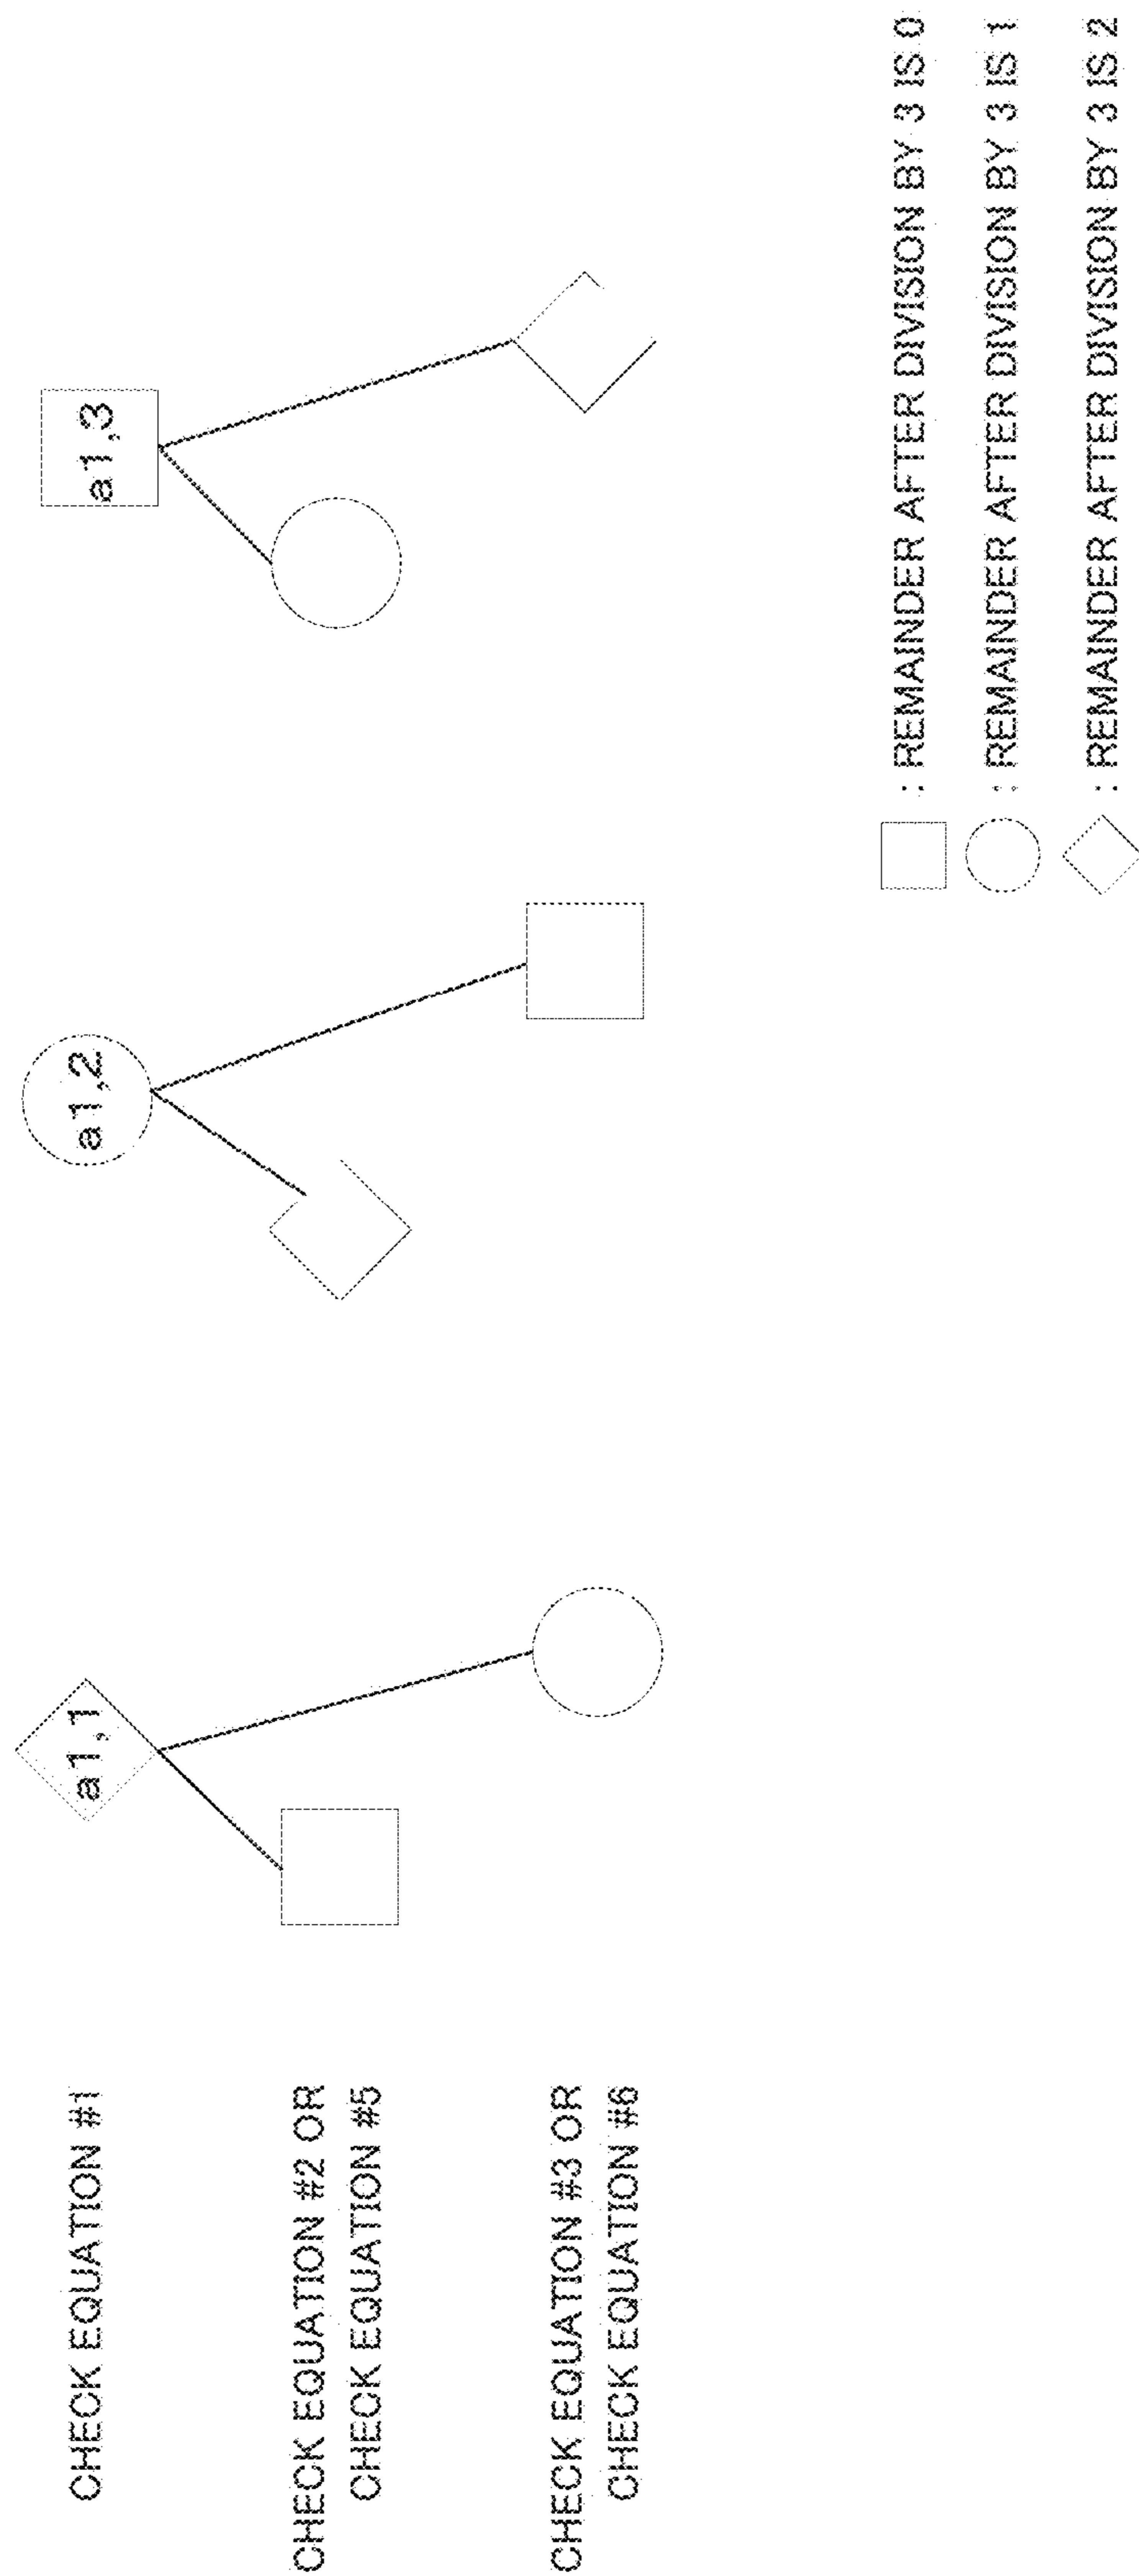 CHECK EQUATION #1
a1,1
a1,2
a1,3
CHECK EQUATION #2 OR
CHECK EQUATION #5
CHECK EQUATION #3 OR
CHECK EQUATION #6
: REMAINDER AFTER DIVISION BY 3 IS 0
: REMAINDER AFTER DIVISION BY 3 IS 1
: REMAINDER AFTER DIVISION BY 3 IS 2